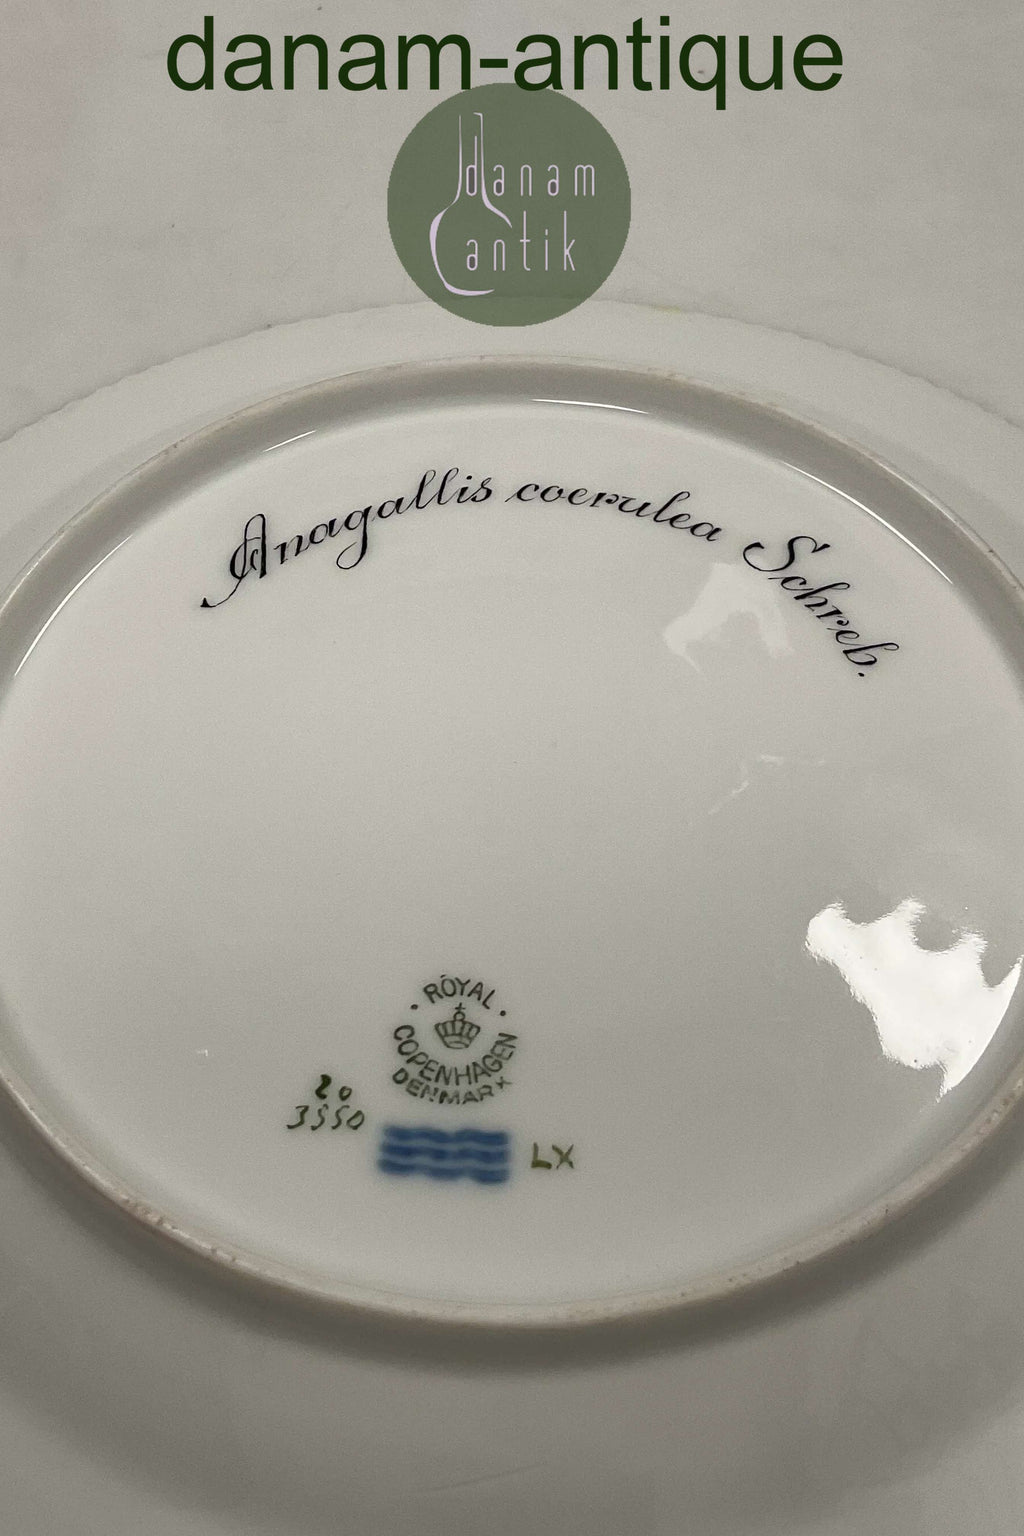 danam-antique
danam
antik
Anagallis coerulea Schreb.
ROYAL
COPENHAGEN
DENMARK
20
3550
LX